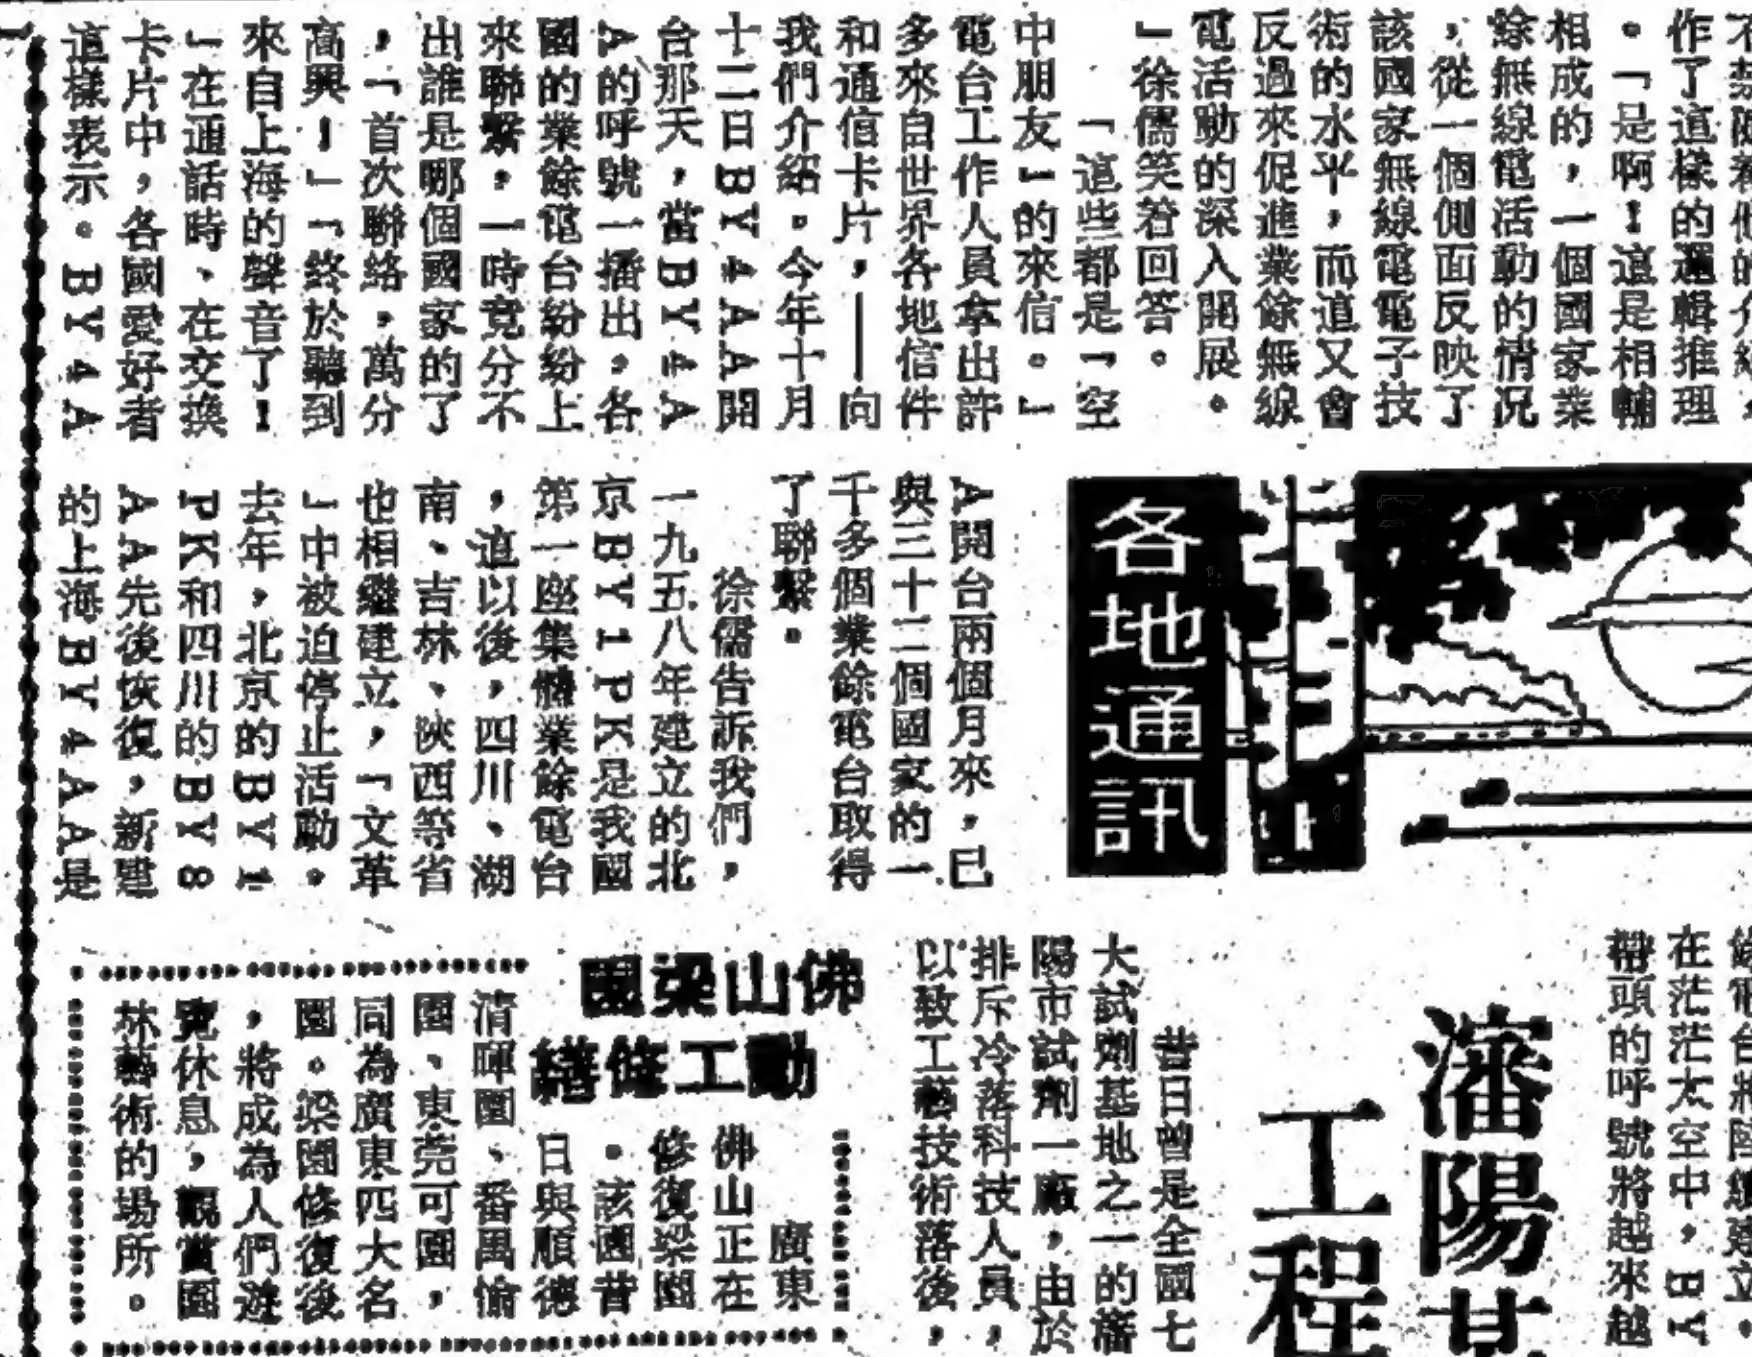 作了這樣的邏輯推理
。「是啊！這是相輔
相成的，一個國家業
餘無線電活動的情况
，從一個側面反映了
該國家無線電電子技
術的水平，而這又會
反過來促進業餘無線
電活動的深入開展。
」徐儒笑着回答。
「這些都是「空
中朋友」的來信。」
電台工作人員拿出許
多來自世界各地信件
和通信卡片，——向
我們介紹。今年十月
十二日BY4AA開
台那天，當BY4A
A的呼號一播出，各
國的業餘電台紛紛上
來聯繫，一時竟分不
出誰是哪個國家的了
，「首次聯絡，萬分
高興！」「終於聽到
來自上海的聲音了！
」在通話時、在交換
卡片中，各國愛好者
這樣表示。BY4A
A開台兩個月來，已
與三十二個國家的一
千多個業餘電台取得
了聯繫。
徐儒告訴我們，
一九五八年建立的北
京BY1PK是我國
第一座集體業餘電台
，這以後，四川、湖
南、吉林、陝西等省
也相繼建立，「文革
」中被迫停止活動。
去年，北京的BY1
PK和四川的BY8
AA先後恢復，新建
的上海BY4AA是
在茫茫太空中，BY
帶頭的呼號將越來越
各地通訊
瀋陽
工程
昔日曾是全國七
大試劑基地之一的瀋
陽市試劑一廠，由於
排斥冷落科技人員，
以致工藝技術落後，
佛山梁園
動工修繕
廣東
佛山正在
修復梁園
。該園昔
日與順德
清暉園、番禺愉
園、東莞可園，
同為廣東四大名
園。梁園修復後
，將成為人們遊
覽休息，觀賞園
林藝術的場所。